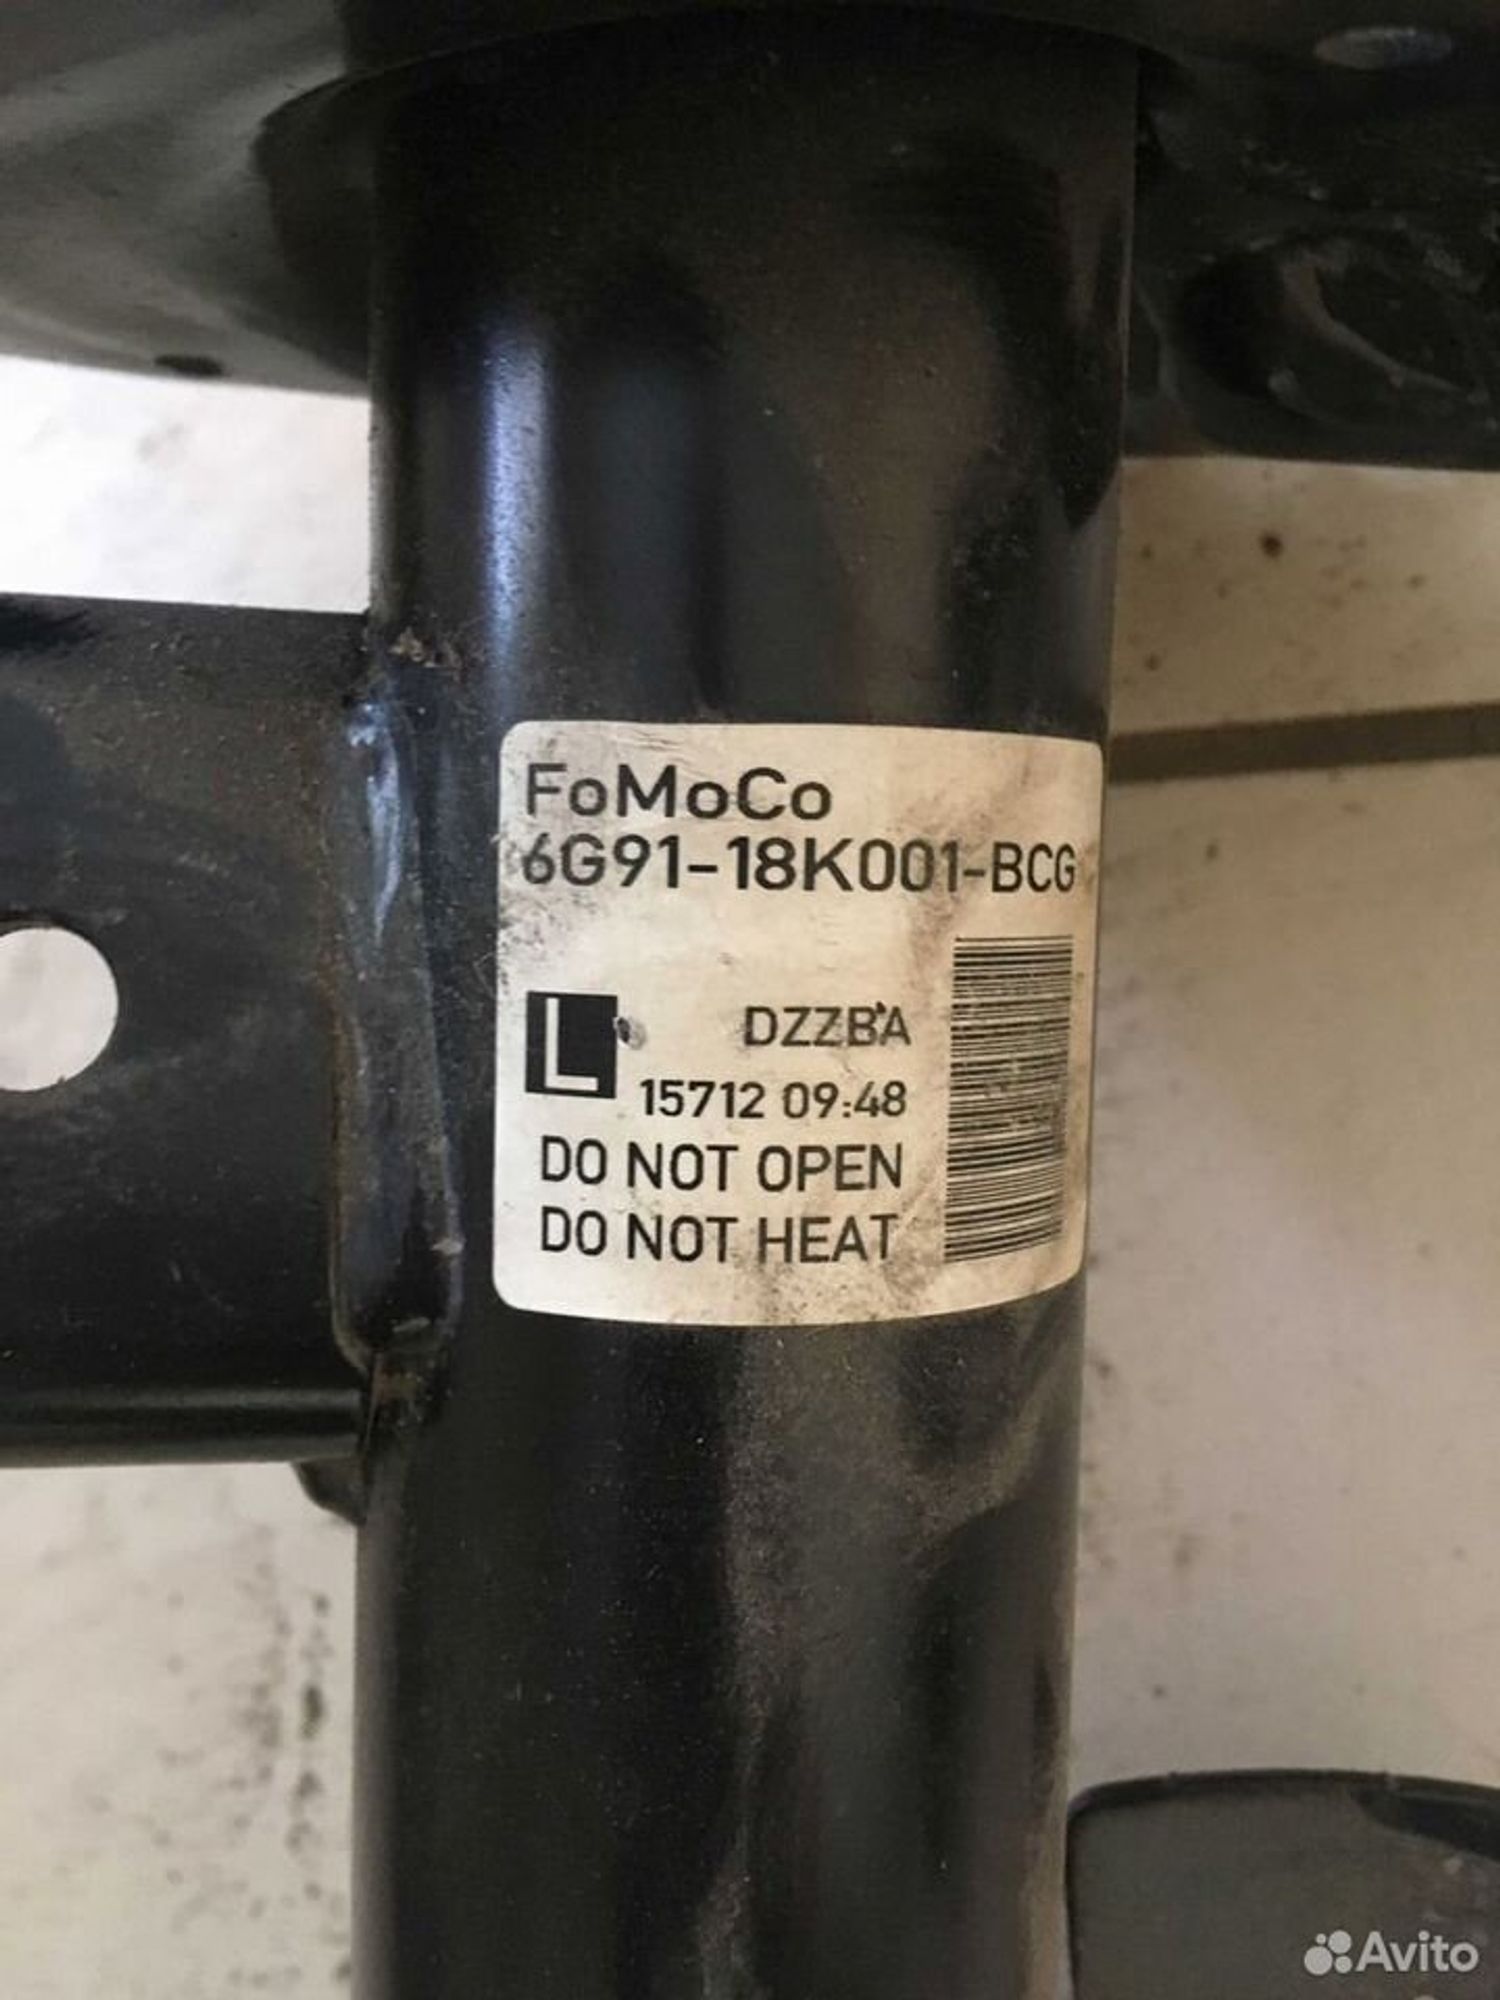 FoMoCo
6G91-18K001-BCG
L
DZZBA
15712 09:48
DO NOT OPEN
DO NOT HEAT
Avito